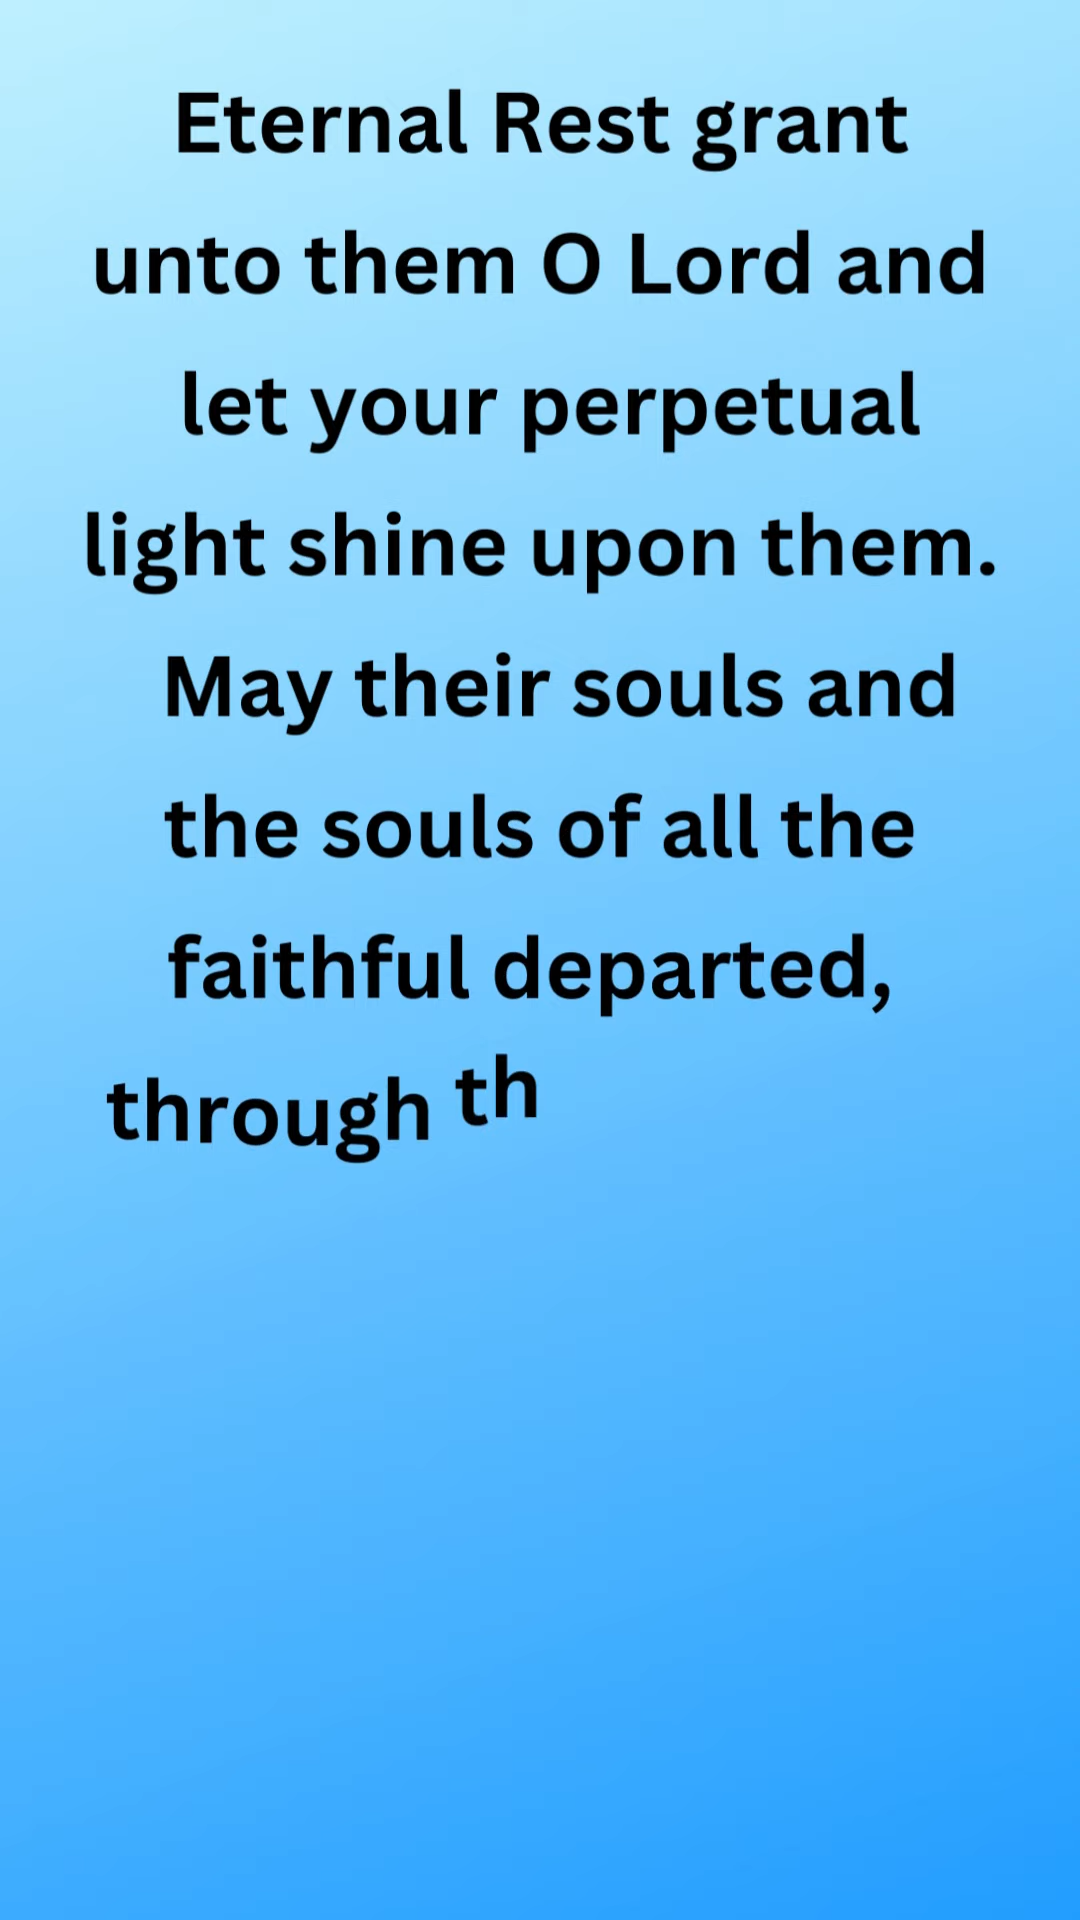 Eternal Rest grant
unto them O Lord and
let your perpetual
light shine upon them.
May their souls and
the souls of all the
faithful departed,
through th